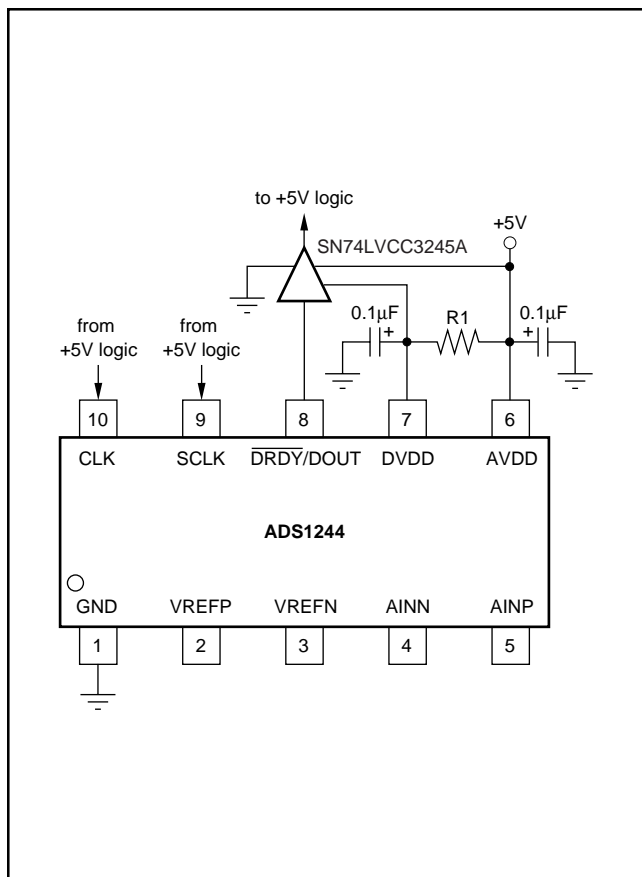 to +5V logic
+5V
SN74LVCC3245A
from
+5V logic
from
+5V logic
0.1µF
+
R1
0.1µF
+
10
9
8
7
6
CLK
SCLK
DRDY/DOUT
DVDD
AVDD
ADS1244
GND
VREFP
VREFN
AINN
AINP
1
2
3
4
5